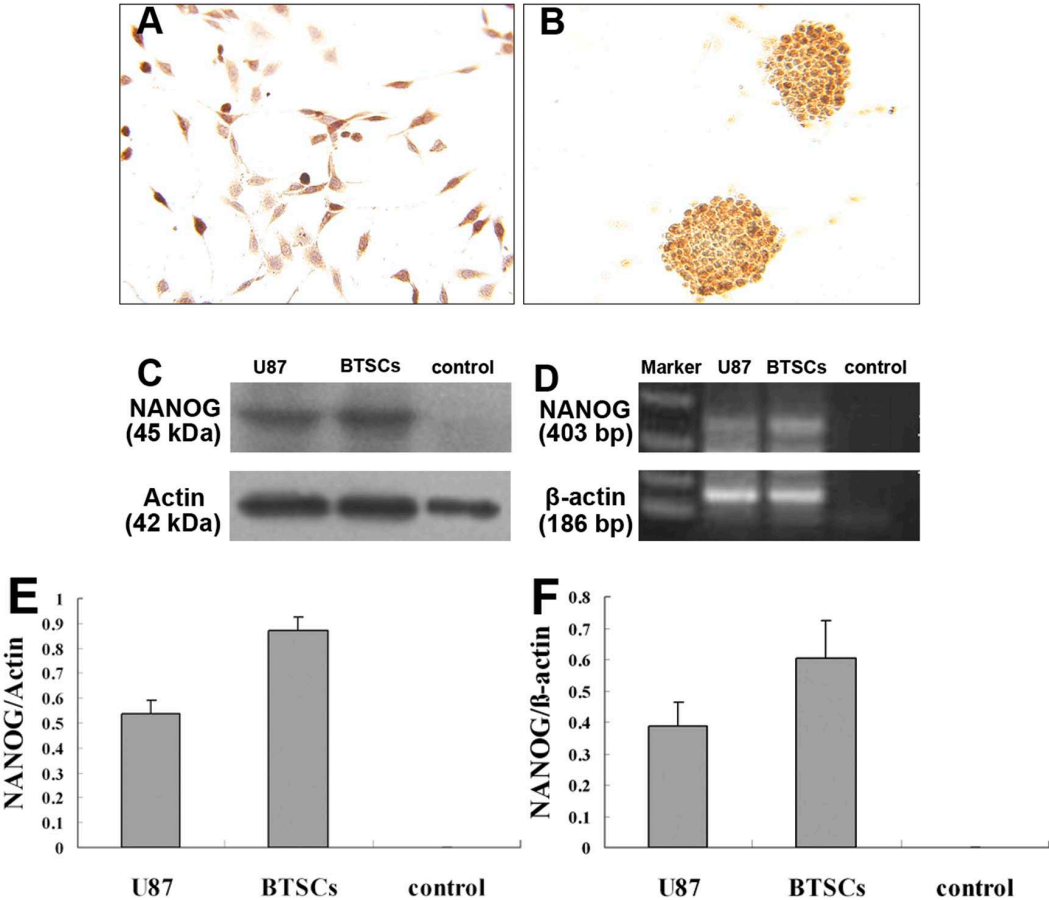 A
B
C
U87 BTSCs control
NANOG
(45 kDa)
Actin
(42 kDa)
D
Marker U87 BTSCs control
NANOG
(403 bp)
β-actin
(186 bp)
E
NANOG/Actin
1
0.9
0.8
0.7
0.6
0.5
0.4
0.3
0.2
0.1
0
U87 BTSCs control
F
NANOG/ß-actin
0.8
0.7
0.6
0.5
0.4
0.3
0.2
0.1
0
U87 BTSCs control